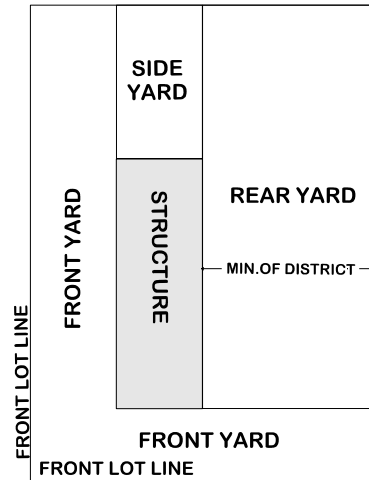 SIDE
YARD
REAR YARD
STRUCTURE
FRONT YARD
MIN.OF DISTRICT
FRONT LOT LINE
FRONT YARD
FRONT LOT LINE